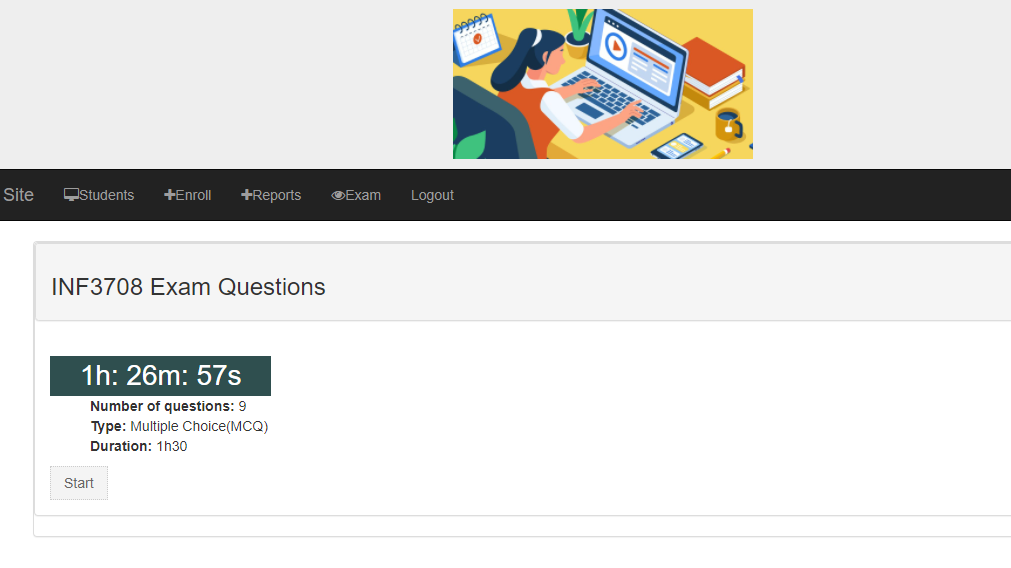 Site Students Enroll Reports Exam Logout
INF3708 Exam Questions
1h: 26m: 57s
Number of questions: 9
Type: Multiple Choice(MCQ)
Duration: 1h30
Start